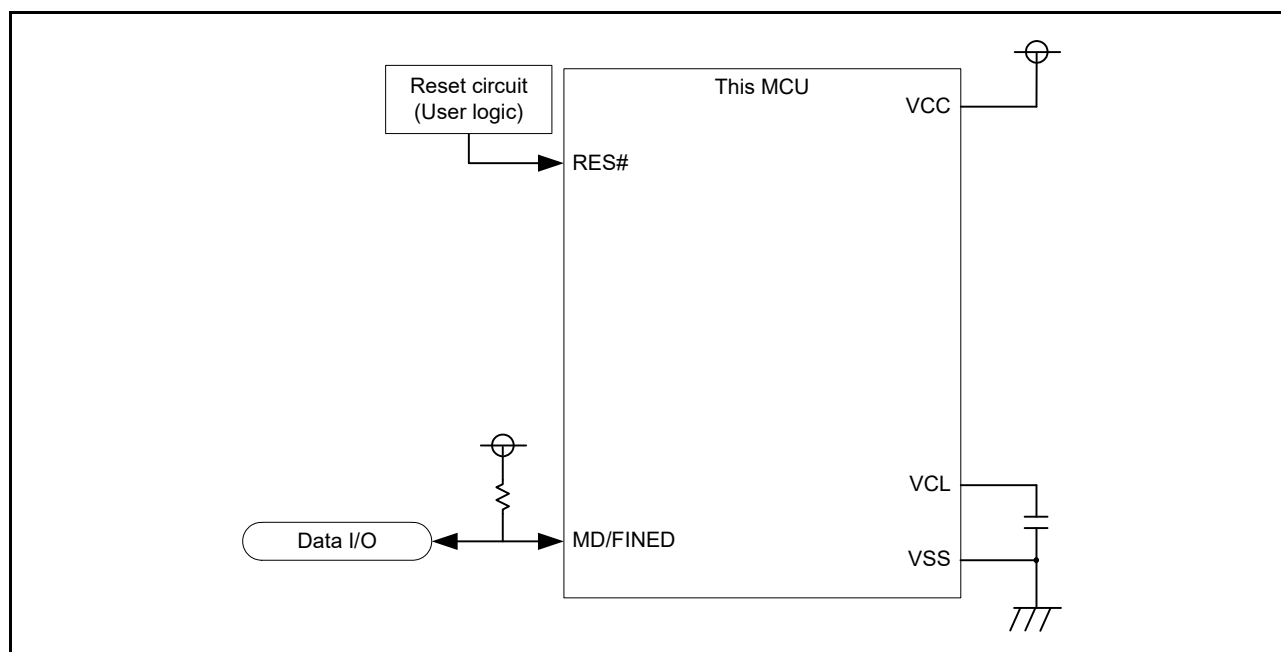 Reset circuit
(User logic)
This MCU
VCC
RES#
VCL
Data I/O
MD/FINED
VSS